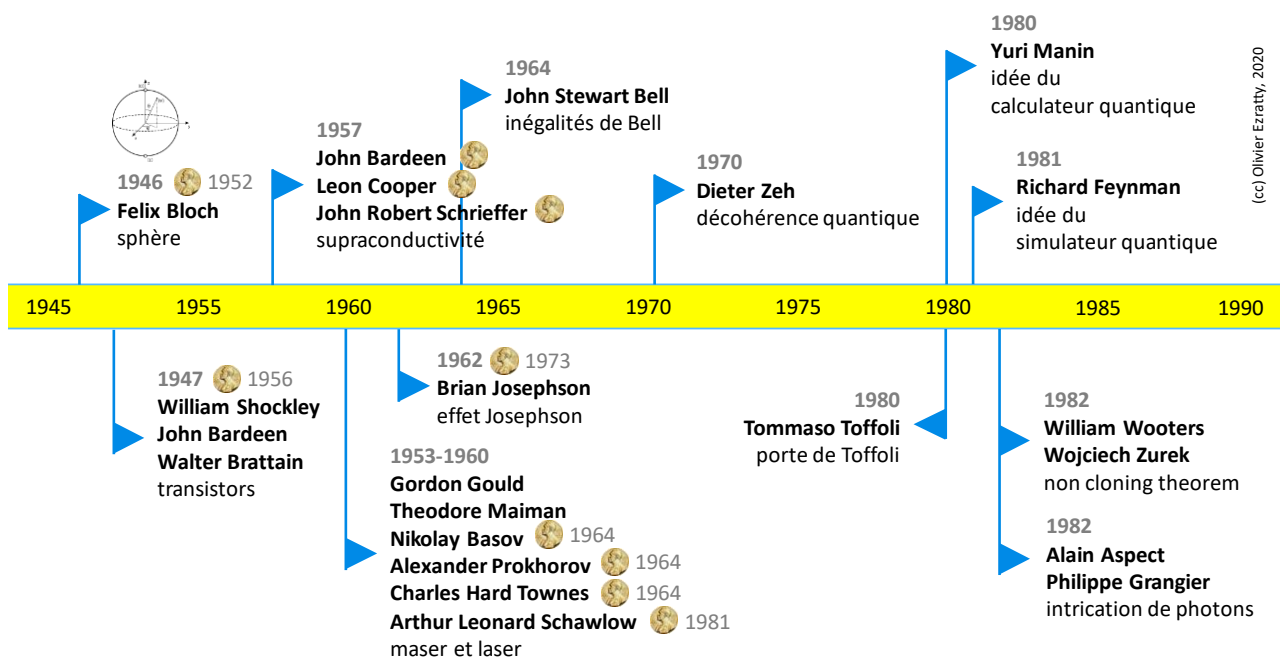 1980
Yuri Manin
idée du
calculateur quantique
1964
John Stewart Bell
inégalités de Bell
1957
John Bardeen
Leon Cooper
John Robert Schrieffer
supraconductivité
1970
Dieter Zeh
décohérence quantique
1981
Richard Feynman
idée du
simulateur quantique
(cc) Olivier Ezratty, 2020
1946 1952
Felix Bloch
sphère
1945 1955 1960 1965 1970 1975 1980 1985 1990
1947 1956
William Shockley
John Bardeen
Walter Brattain
transistors
1962 1973
Brian Josephson
effet Josephson
1953-1960
Gordon Gould
Theodore Maiman
Nikolay Basov 1964
Alexander Prokhorov 1964
Charles Hard Townes 1964
Arthur Leonard Schawlow 1981
maser et laser
1980
Tommaso Toffoli
porte de Toffoli
1982
William Wooters
Wojciech Zurek
non cloning theorem
1982
Alain Aspect
Philippe Grangier
intrication de photons